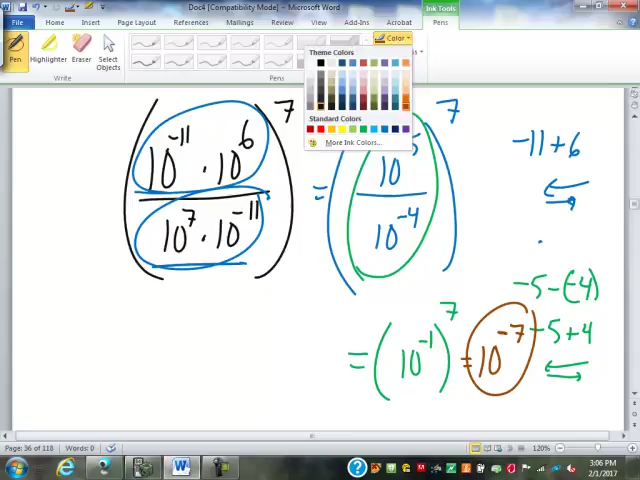 Doc4 [Compatibility Mode] - Microsoft Word
Ink Tools
File Home Insert Page Layout References Mailings Review View Add-Ins Acrobat Pens
Pen Highlighter Eraser Select Objects
Color
Write Pens
Theme Colors
Standard Colors
More Ink Colors...
(10^-11 · 10^6 / 10^7 · 10^-11)^7 = (10^-5 / 10^-4)^7
-11 + 6
-5 - (-4)
-5 + 4
= (10^-1)^7 = 10^-7
Page: 36 of 118 Words: 0 120%
3:06 PM
2/1/2017